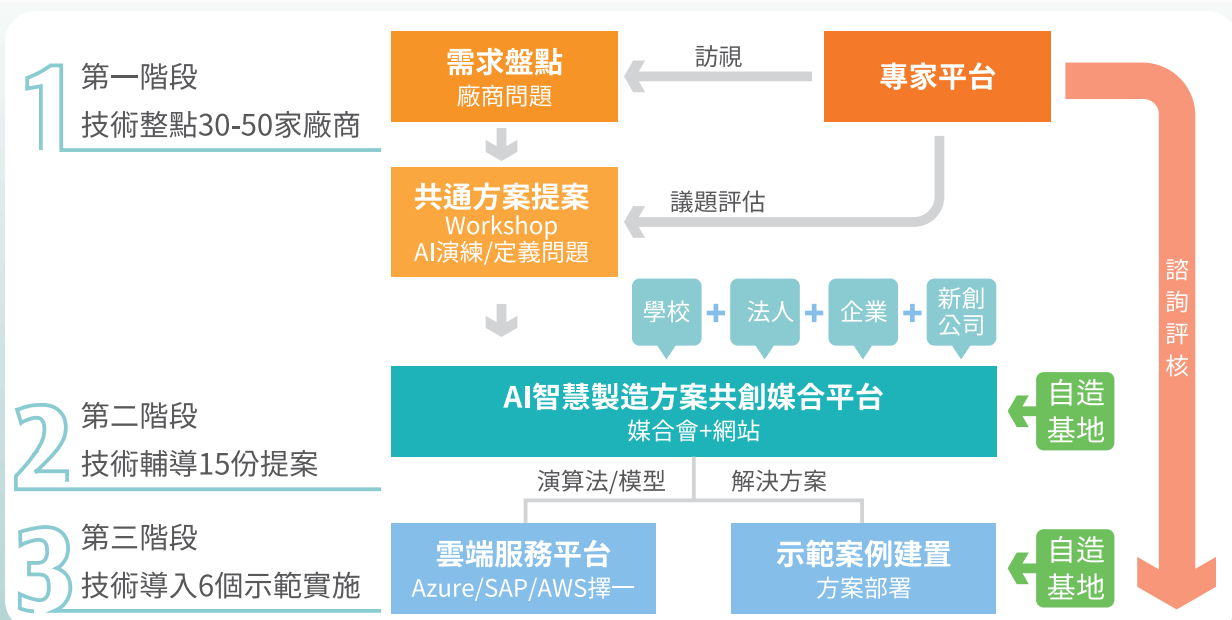 1
第一階段
技術整點30-50家廠商
需求盤點
廠商問題
訪視
專家平台
共通方案提案
Workshop
AI演練/定義問題
議題評估
諮詢評核
學校
+
法人
+
企業
+
新創
公司
2
第二階段
技術輔導15份提案
AI智慧製造方案共創媒合平台
媒合會+網站
自造
基地
演算法/模型
解決方案
3
第三階段
技術導入6個示範實施
雲端服務平台
Azure/SAP/AWS擇一
示範案例建置
方案部署
自造
基地